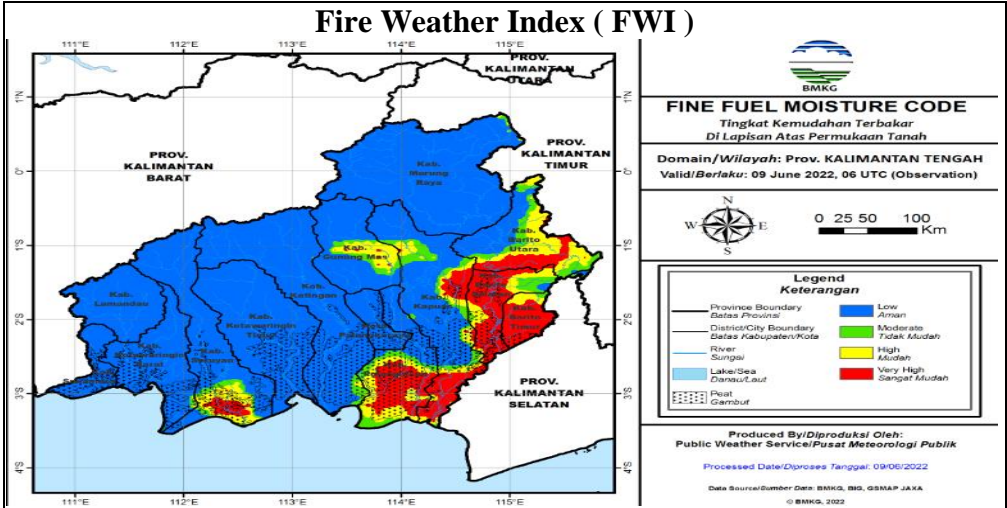 Fire Weather Index ( FWI )
111°E
112°E
113°E
114°E
115°E
PROV.
KALIMANTAN
UTARA
1°N
PROV.
KALIMANTAN
TIMUR
PROV.
KALIMANTAN
BARAT
0°
Kab.
Murung
Raya
Kab.
Barito
Utara
1°S
Kab.
Gunung Mas
Kab.
Katingan
Kab.
Kapuas
Kab.
Lamandau
Kab.
Barito
Timur
2°S
Kab.
Kotawaringin
Timur
Kab.
Seruyan
PROV.
KALIMANTAN
SELATAN
3°S
4°S
111°E
112°E
113°E
114°E
115°E
BMKG
FINE FUEL MOISTURE CODE
Tingkat Kemudahan Terbakar
Di Lapisan Atas Permukaan Tanah
Domain/Wilayah: Prov. KALIMANTAN TENGAH
Valid/Berlaku: 09 June 2022, 06 UTC (Observation)
N
W E
S
0 25 50 100
Km
Legend
Keterangan
Province Boundary
Batas Provinsi
District/City Boundary
Batas Kabupaten/Kota
River
Sungai
Lake/Sea
Danau/Laut
Peat
Gambut
Low
Aman
Moderate
Tidak Mudah
High
Mudah
Very High
Sangat Mudah
Produced By/Diproduksi Oleh:
Public Weather Service/Pusat Meteorologi Publik
Processed Date/Diproses Tanggal: 09/06/2022
Data Source/Sumber Data: BMKG, BIG, GSMAP JAXA
© BMKG, 2022